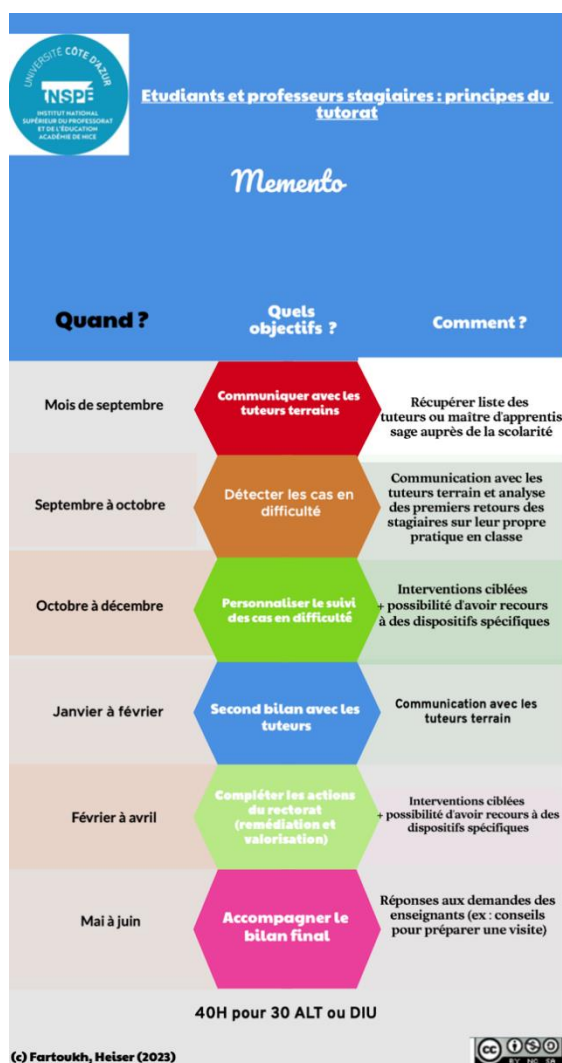 UNIVERSITÉ CÔTE D'AZUR
INSPÉ
INSTITUT NATIONAL
SUPÉRIEUR DU PROFESSORAT
ET DE L'ÉDUCATION
ACADÉMIE DE NICE
Etudiants et professeurs stagiaires : principes du
tutorat
Memento
Quand ?
Quels
objectifs ?
Comment ?
Mois de septembre
Communiquer avec les
tuteurs terrains
Récupérer liste des
tuteurs ou maître d'apprentis
sage auprès de la scolarité
Septembre à octobre
Détecter les cas en
difficulté
Communication avec les
tuteurs terrain et analyse
des premiers retours des
stagiaires sur leur propre
pratique en classe
Octobre à décembre
Personnaliser le suivi
des cas en difficulté
Interventions ciblées
+ possibilité d'avoir recours
à des dispositifs spécifiques
Janvier à février
Second bilan avec les
tuteurs
Communication avec les
tuteurs terrain
Février à avril
Compléter les actions
du rectorat
(remédiation et
valorisation)
Interventions ciblées
+ possibilité d'avoir recours à des
dispositifs spécifiques
Mai à juin
Accompagner le
bilan final
Réponses aux demandes des
enseignants (ex : conseils
pour préparer une visite)
40H pour 30 ALT ou DIU
(c) Fartoukh, Heiser (2023)
cc
BY NC SA